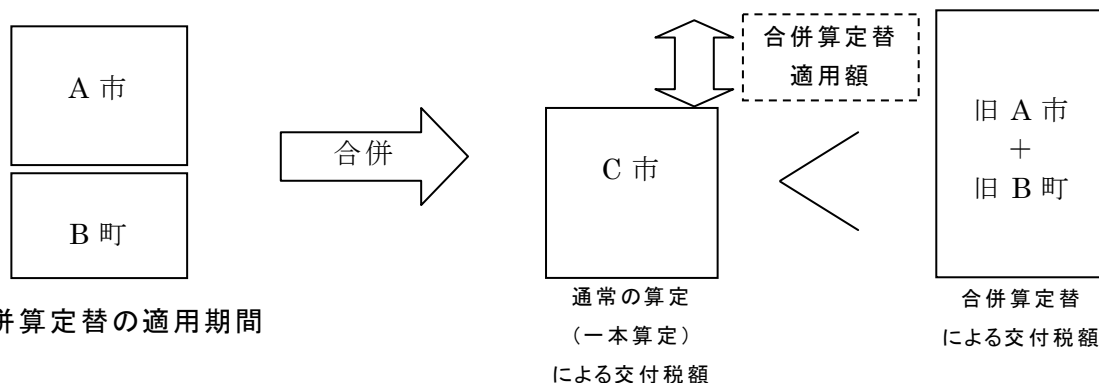 A 市
B 町
合併
C 市
合併算定替
適用額
旧 A 市
+
旧 B 町
通常の算定
(一本算定)
による交付税額
合併算定替
による交付税額
併算定替の適用期間